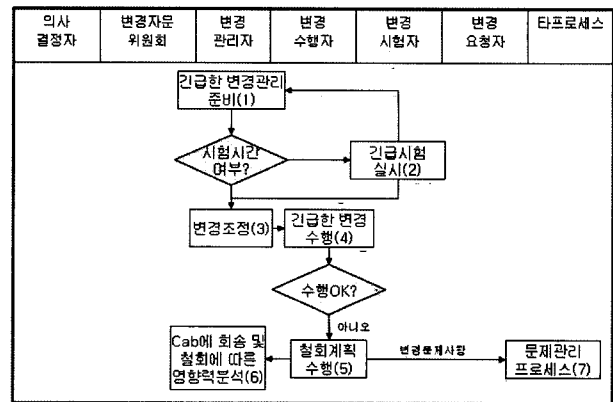 의사
결정자
변경자문
위원회
변경
관리자
변경
수행자
변경
시험자
변경
요청자
타프로세스
긴급한 변경관리
준비(1)
시험시간
여부?
긴급시험
실시(2)
변경조정(3)
긴급한 변경
수행(4)
수행OK?
아니오
Cab에 회송 및
철회에 따른
영향력분석(6)
철회계획
수행(5)
변경문제사항
문제관리
프로세스(7)